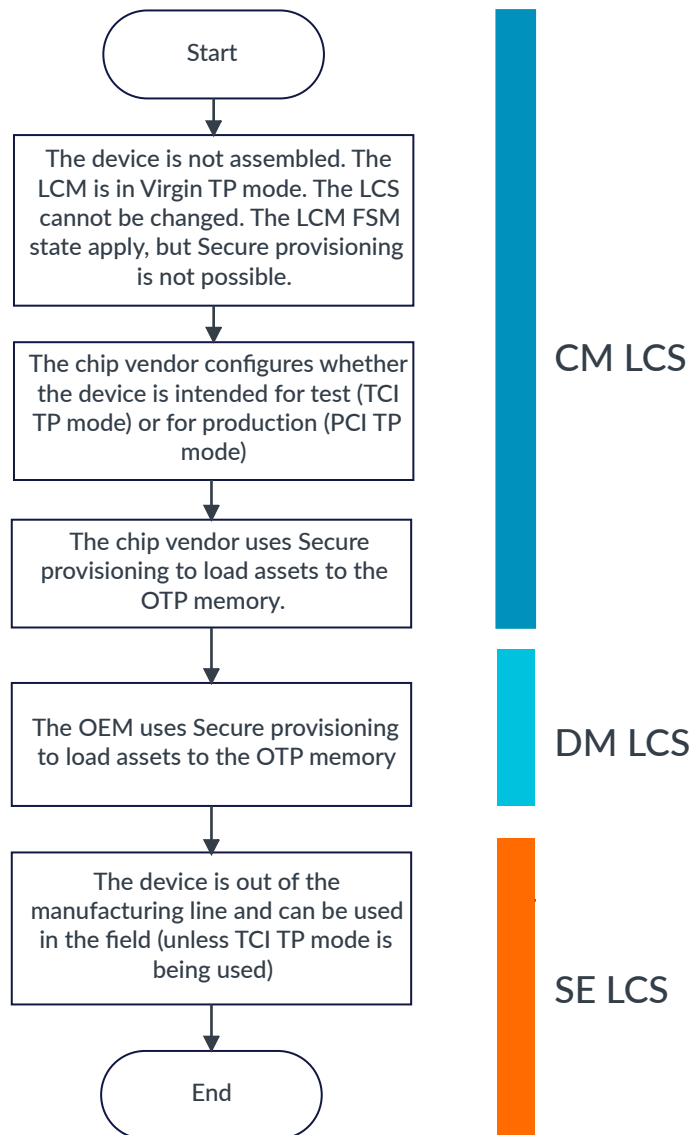 Start
The device is not assembled. The
LCM is in Virgin TP mode. The LCS
cannot be changed. The LCM FSM
state apply, but Secure provisioning
is not possible.
The chip vendor configures whether
the device is intended for test (TCI
TP mode) or for production (PCI TP
mode)
CM LCS
The chip vendor uses Secure
provisioning to load assets to the
OTP memory.
The OEM uses Secure provisioning
to load assets to the OTP memory
DM LCS
The device is out of the
manufacturing line and can be used
in the field (unless TCI TP mode is
being used)
SE LCS
End